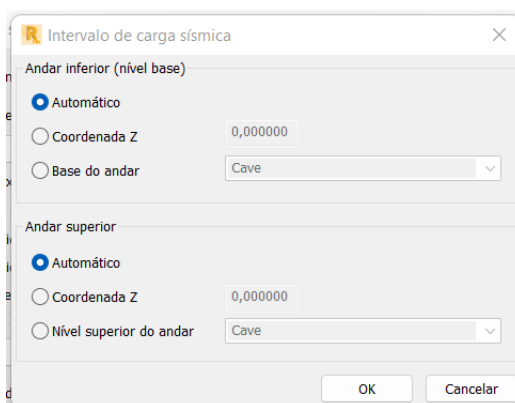 Intervalo de carga sísmica
Andar inferior (nível base)
Automático
Coordenada Z 0,000000
Base do andar Cave
Andar superior
Automático
Coordenada Z 0,000000
Nível superior do andar Cave
OK Cancelar